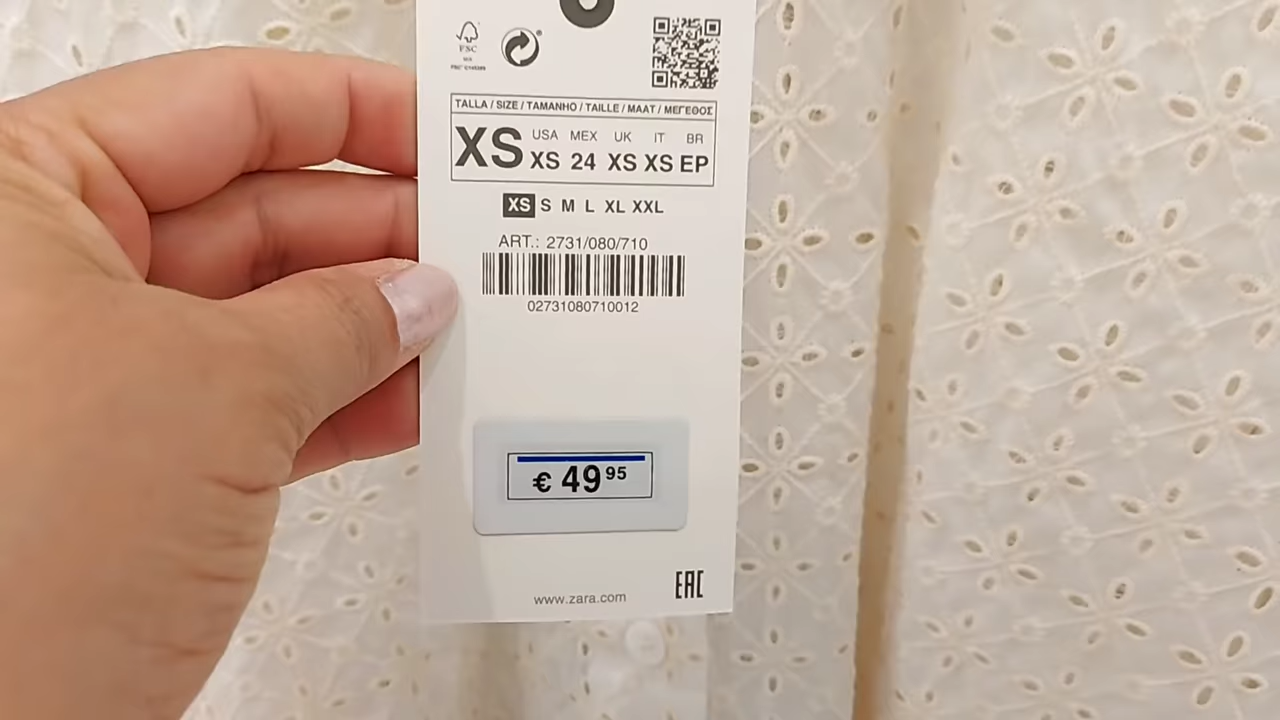 FSC
TALLA / SIZE / TAMANHO / TAILLE / MAAT / ΜΕΓΕΘΟΣ
XS
USA MEX UK IT BR
XS 24 XS XS EP
XS S M L XL XXL
ART.: 2731/080/710
02731080710012
€ 49 95
www.zara.com
EAC